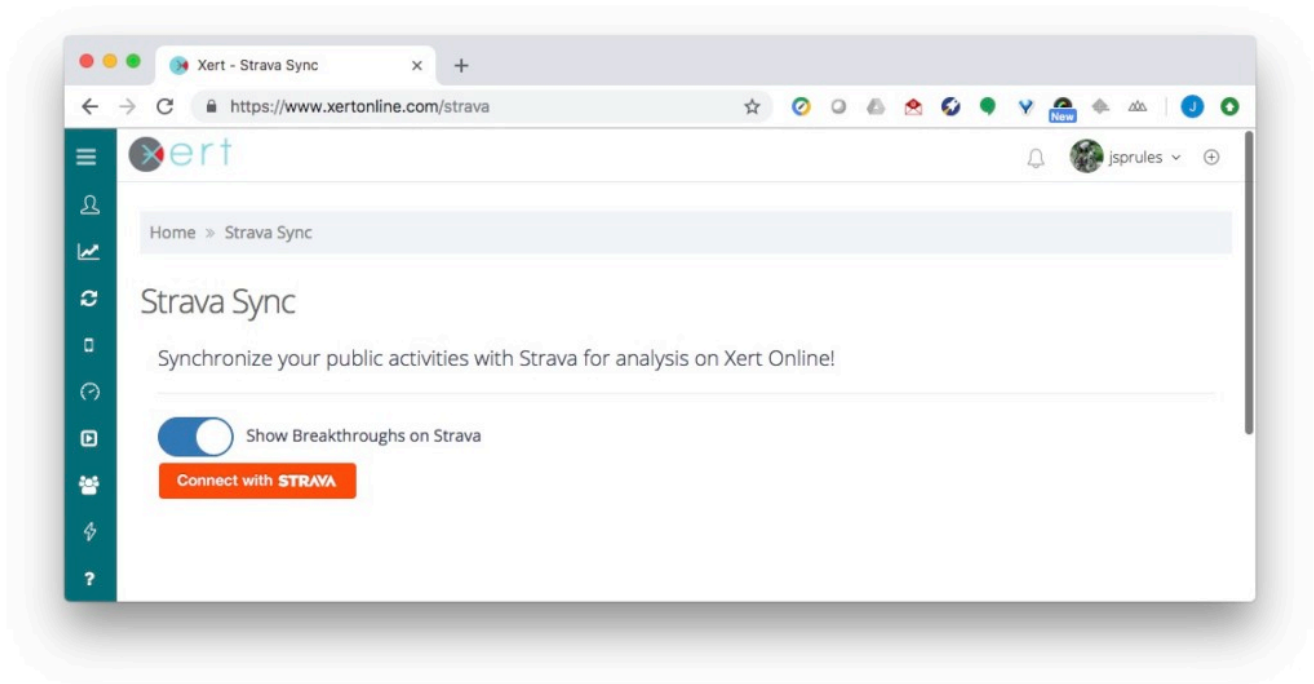 Xert - Strava Sync
https://www.xertonline.com/strava
New
J
Xert
jsprules
Home » Strava Sync
Strava Sync
Synchronize your public activities with Strava for analysis on Xert Online!
Show Breakthroughs on Strava
Connect with STRAVA
?